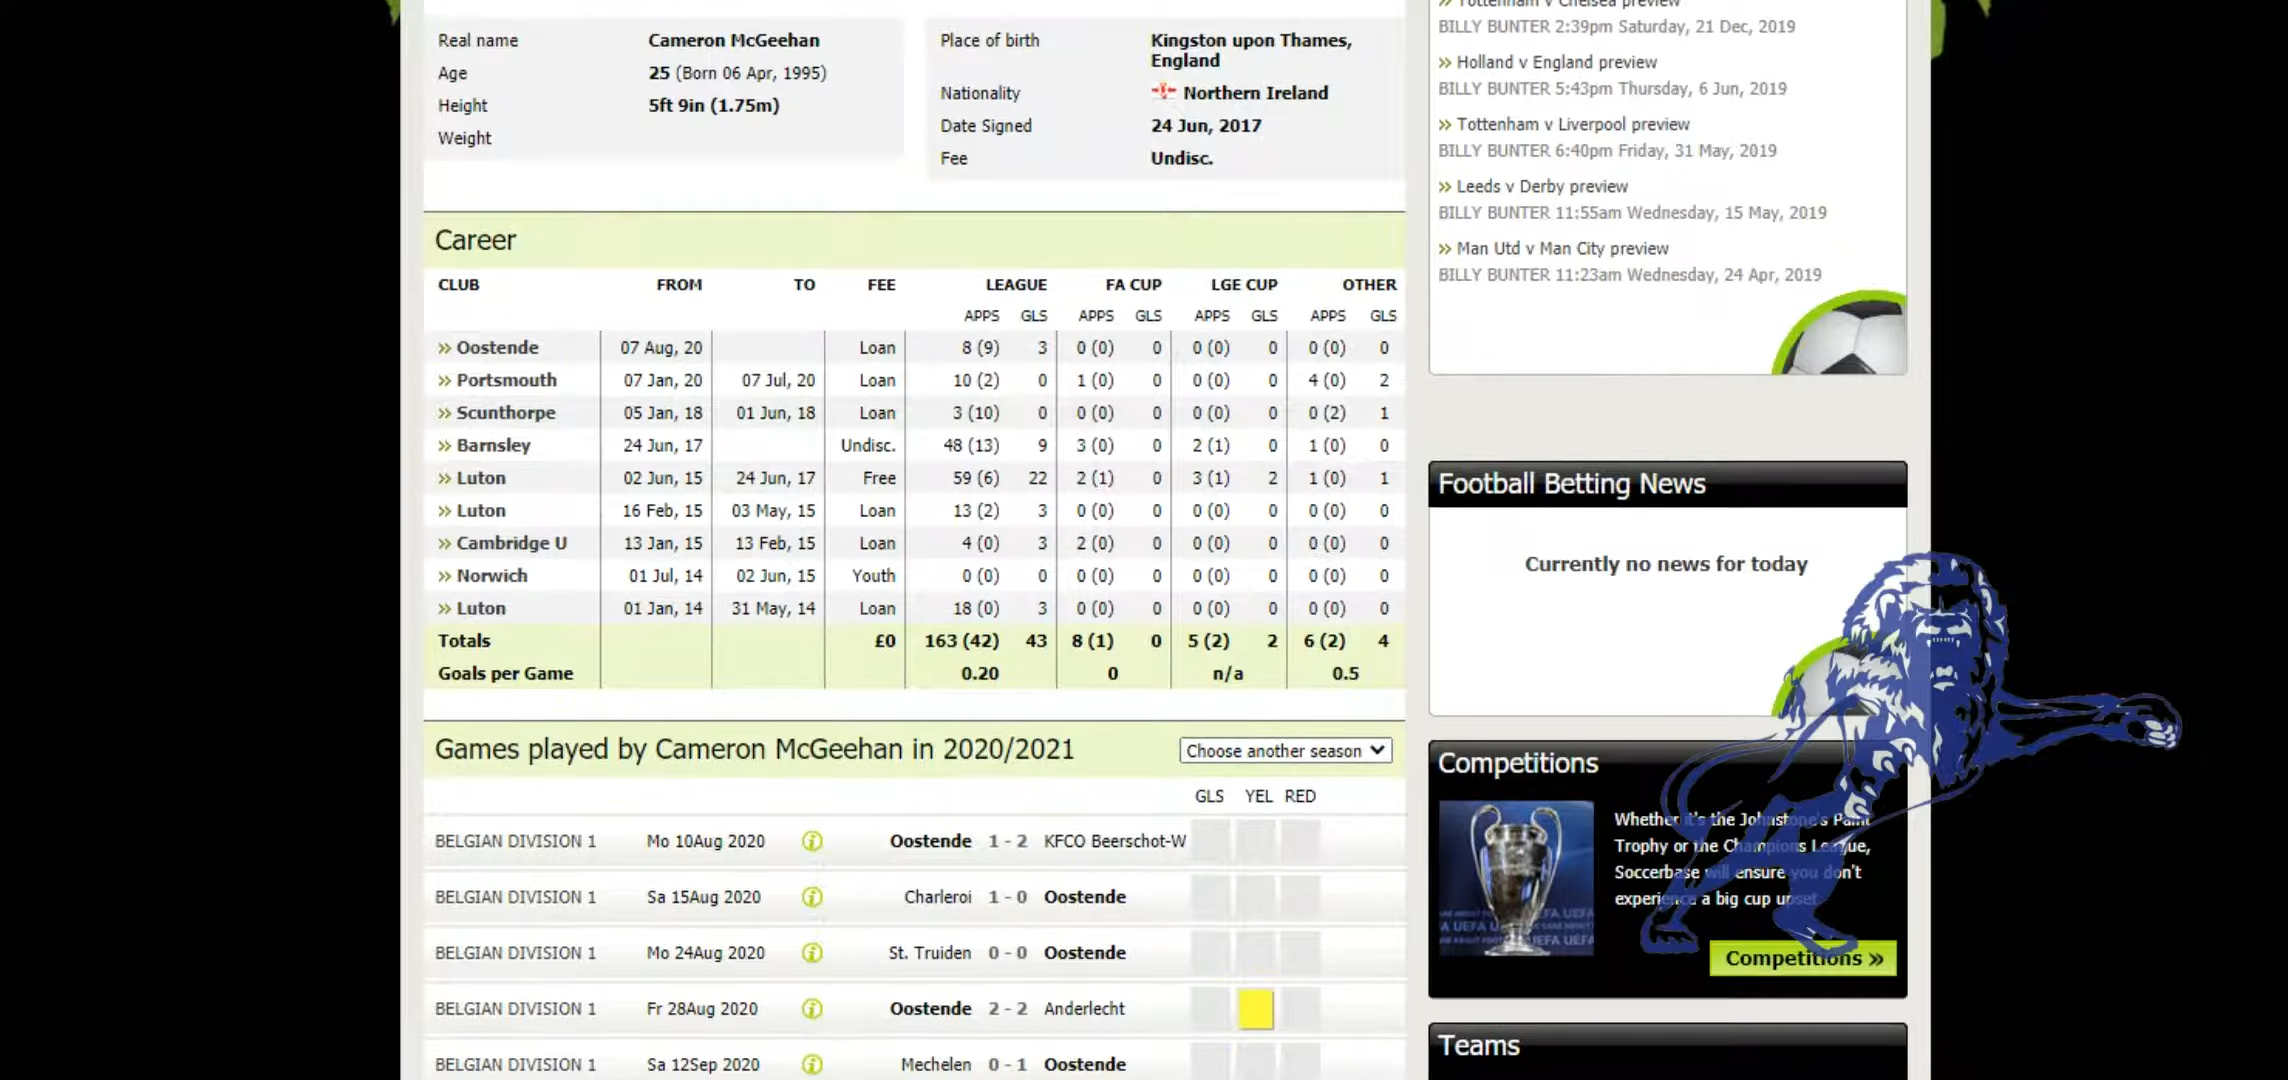 Real name Cameron McGeehan
Age 25 (Born 06 Apr, 1995)
Height 5ft 9in (1.75m)
Weight
Place of birth Kingston upon Thames,
England
Nationality Northern Ireland
Date Signed 24 Jun, 2017
Fee Undisc.
Career
CLUB FROM TO FEE LEAGUE FA CUP LGE CUP OTHER
APPS GLS APPS GLS APPS GLS APPS GLS
» Oostende 07 Aug, 20 Loan 8 (9) 3 0 (0) 0 0 (0) 0 0 (0) 0
» Portsmouth 07 Jan, 20 07 Jul, 20 Loan 10 (2) 0 1 (0) 0 0 (0) 0 4 (0) 2
» Scunthorpe 05 Jan, 18 01 Jun, 18 Loan 3 (10) 0 0 (0) 0 0 (0) 0 0 (2) 1
» Barnsley 24 Jun, 17 Undisc. 48 (13) 9 3 (0) 0 2 (1) 0 1 (0) 0
» Luton 02 Jun, 15 24 Jun, 17 Free 59 (6) 22 2 (1) 0 3 (1) 2 1 (0) 1
» Luton 16 Feb, 15 03 May, 15 Loan 13 (2) 3 0 (0) 0 0 (0) 0 0 (0) 0
» Cambridge U 13 Jan, 15 13 Feb, 15 Loan 4 (0) 3 2 (0) 0 0 (0) 0 0 (0) 0
» Norwich 01 Jul, 14 02 Jun, 15 Youth 0 (0) 0 0 (0) 0 0 (0) 0 0 (0) 0
» Luton 01 Jan, 14 31 May, 14 Loan 18 (0) 3 0 (0) 0 0 (0) 0 0 (0) 0
Totals £0 163 (42) 43 8 (1) 0 5 (2) 2 6 (2) 4
Goals per Game 0.20 0 n/a 0.5
Games played by Cameron McGeehan in 2020/2021 Choose another season
GLS YEL RED
BELGIAN DIVISION 1 Mo 10Aug 2020 Oostende 1 - 2 KFCO Beerschot-W
BELGIAN DIVISION 1 Sa 15Aug 2020 Charleroi 1 - 0 Oostende
BELGIAN DIVISION 1 Mo 24Aug 2020 St. Truiden 0 - 0 Oostende
BELGIAN DIVISION 1 Fr 28Aug 2020 Oostende 2 - 2 Anderlecht
BELGIAN DIVISION 1 Sa 12Sep 2020 Mechelen 0 - 1 Oostende
» Tottenham v Chelsea preview
BILLY BUNTER 2:39pm Saturday, 21 Dec, 2019
» Holland v England preview
BILLY BUNTER 5:43pm Thursday, 6 Jun, 2019
» Tottenham v Liverpool preview
BILLY BUNTER 6:40pm Friday, 31 May, 2019
» Leeds v Derby preview
BILLY BUNTER 11:55am Wednesday, 15 May, 2019
» Man Utd v Man City preview
BILLY BUNTER 11:23am Wednesday, 24 Apr, 2019
Football Betting News
Currently no news for today
Competitions
Whether it's the Johnstone's Paint
Trophy or the Champions League,
Soccerbase will ensure you don't
experience a big cup upset
Competitions »
Teams